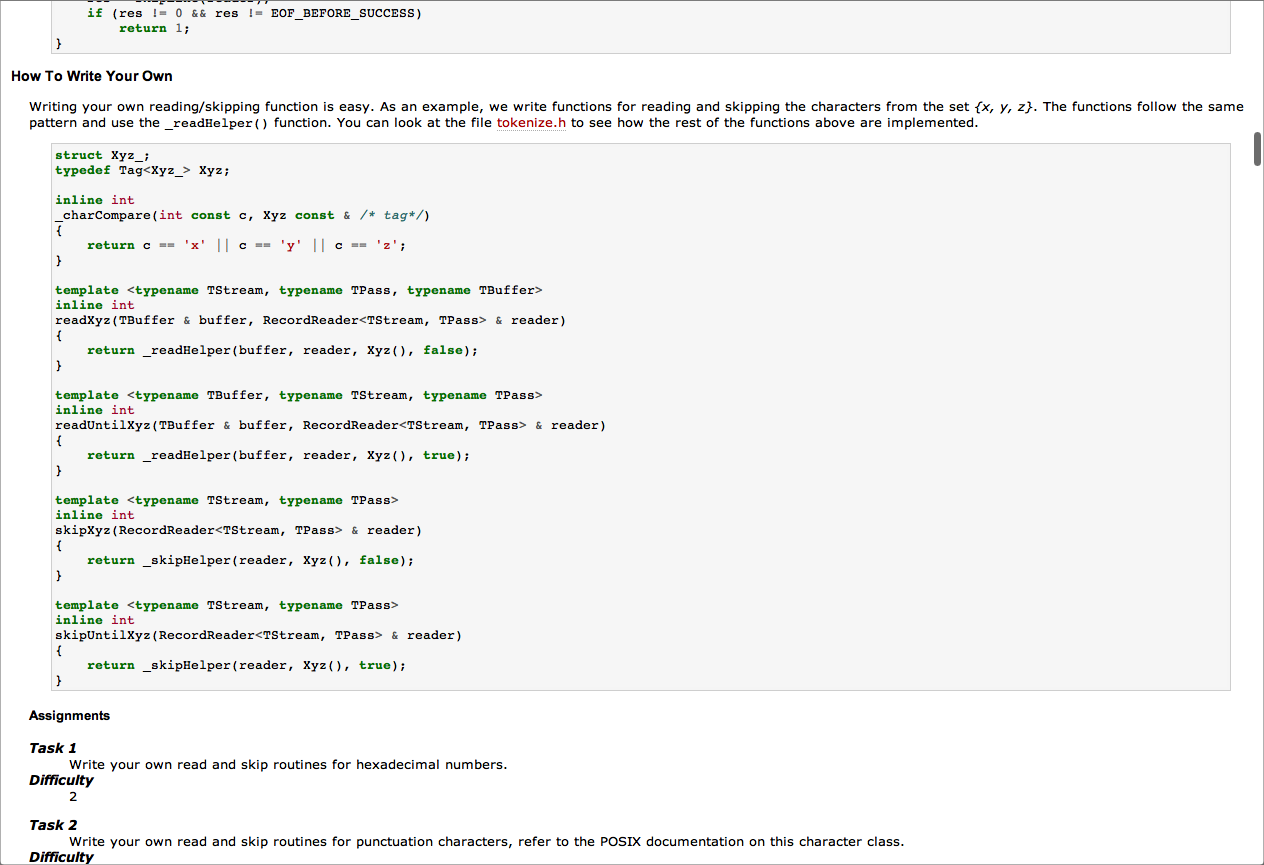 if (res != 0 && res != EOF_BEFORE_SUCCESS)
return 1;
}
How To Write Your Own
Writing your own reading/skipping function is easy. As an example, we write functions for reading and skipping the characters from the set {x, y, z}. The functions follow the same
pattern and use the _readHelper() function. You can look at the file tokenize.h to see how the rest of the functions above are implemented.
struct Xyz_;
typedef Tag<Xyz_> Xyz;
inline int
_charCompare(int const c, Xyz const & /* tag*/)
{
return c == 'x' || c == 'y' || c == 'z';
}
template <typename TStream, typename TPass, typename TBuffer>
inline int
readXyz(TBuffer & buffer, RecordReader<TStream, TPass> & reader)
{
return _readHelper(buffer, reader, Xyz(), false);
}
template <typename TBuffer, typename TStream, typename TPass>
inline int
readUntilXyz(TBuffer & buffer, RecordReader<TStream, TPass> & reader)
{
return _readHelper(buffer, reader, Xyz(), true);
}
template <typename TStream, typename TPass>
inline int
skipXyz(RecordReader<TStream, TPass> & reader)
{
return _skipHelper(reader, Xyz(), false);
}
template <typename TStream, typename TPass>
inline int
skipUntilXyz(RecordReader<TStream, TPass> & reader)
{
return _skipHelper(reader, Xyz(), true);
}
Assignments
Task 1
Write your own read and skip routines for hexadecimal numbers.
Difficulty
2
Task 2
Write your own read and skip routines for punctuation characters, refer to the POSIX documentation on this character class.
Difficulty